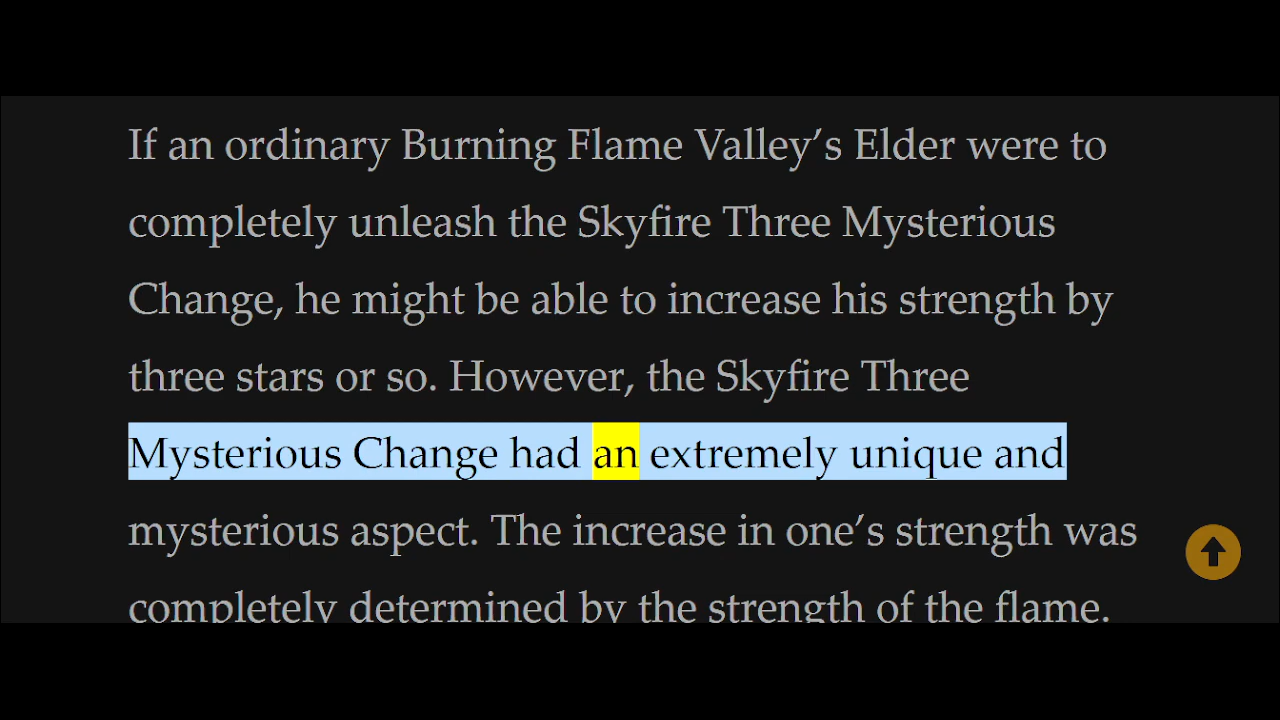 If an ordinary Burning Flame Valley’s Elder were to
completely unleash the Skyfire Three Mysterious
Change, he might be able to increase his strength by
three stars or so. However, the Skyfire Three
Mysterious Change had an extremely unique and
mysterious aspect. The increase in one’s strength was
completely determined by the strength of the flame.